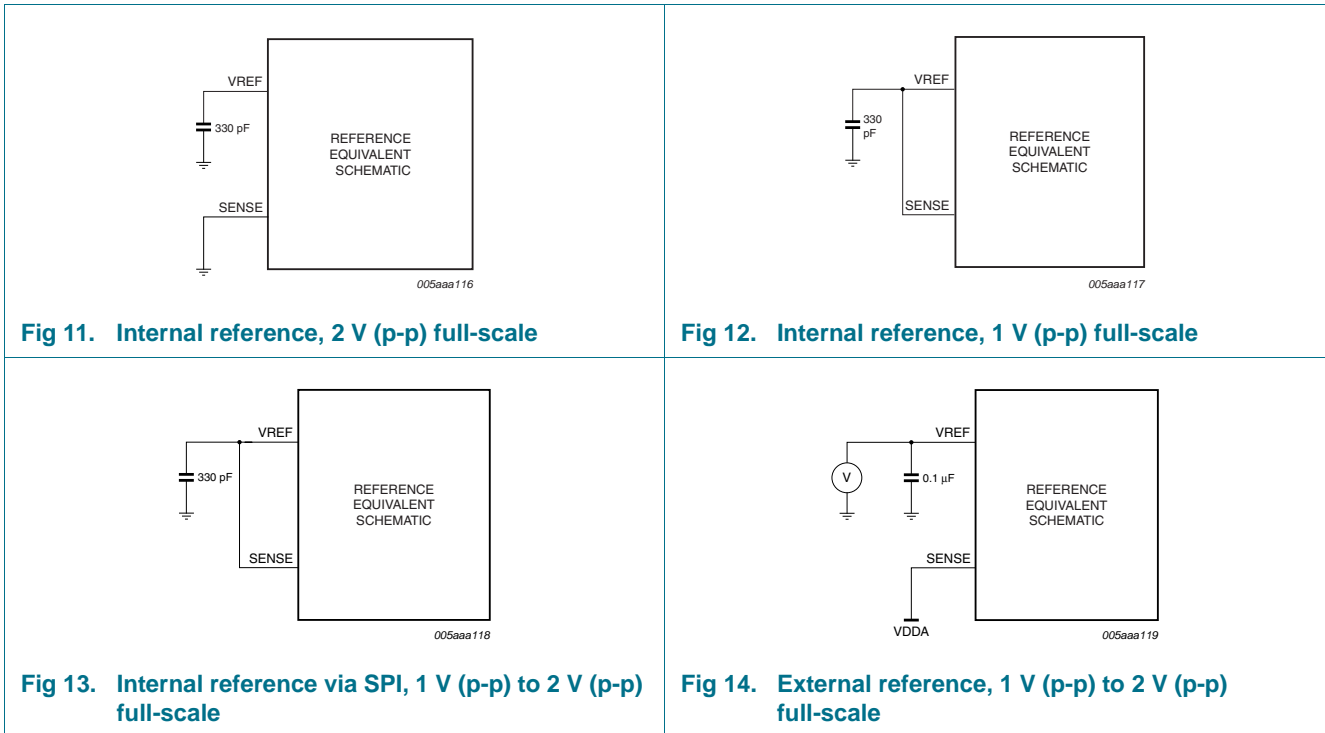 VREF
330 pF
REFERENCE
EQUIVALENT
SCHEMATIC
SENSE
005aaa116
Fig 11. Internal reference, 2 V (p-p) full-scale
VREF
330
pF
REFERENCE
EQUIVALENT
SCHEMATIC
SENSE
005aaa117
Fig 12. Internal reference, 1 V (p-p) full-scale
VREF
330 pF
REFERENCE
EQUIVALENT
SCHEMATIC
SENSE
005aaa118
Fig 13. Internal reference via SPI, 1 V (p-p) to 2 V (p-p)
full-scale
VREF
V
0.1 μF
REFERENCE
EQUIVALENT
SCHEMATIC
SENSE
VDDA
005aaa119
Fig 14. External reference, 1 V (p-p) to 2 V (p-p)
full-scale